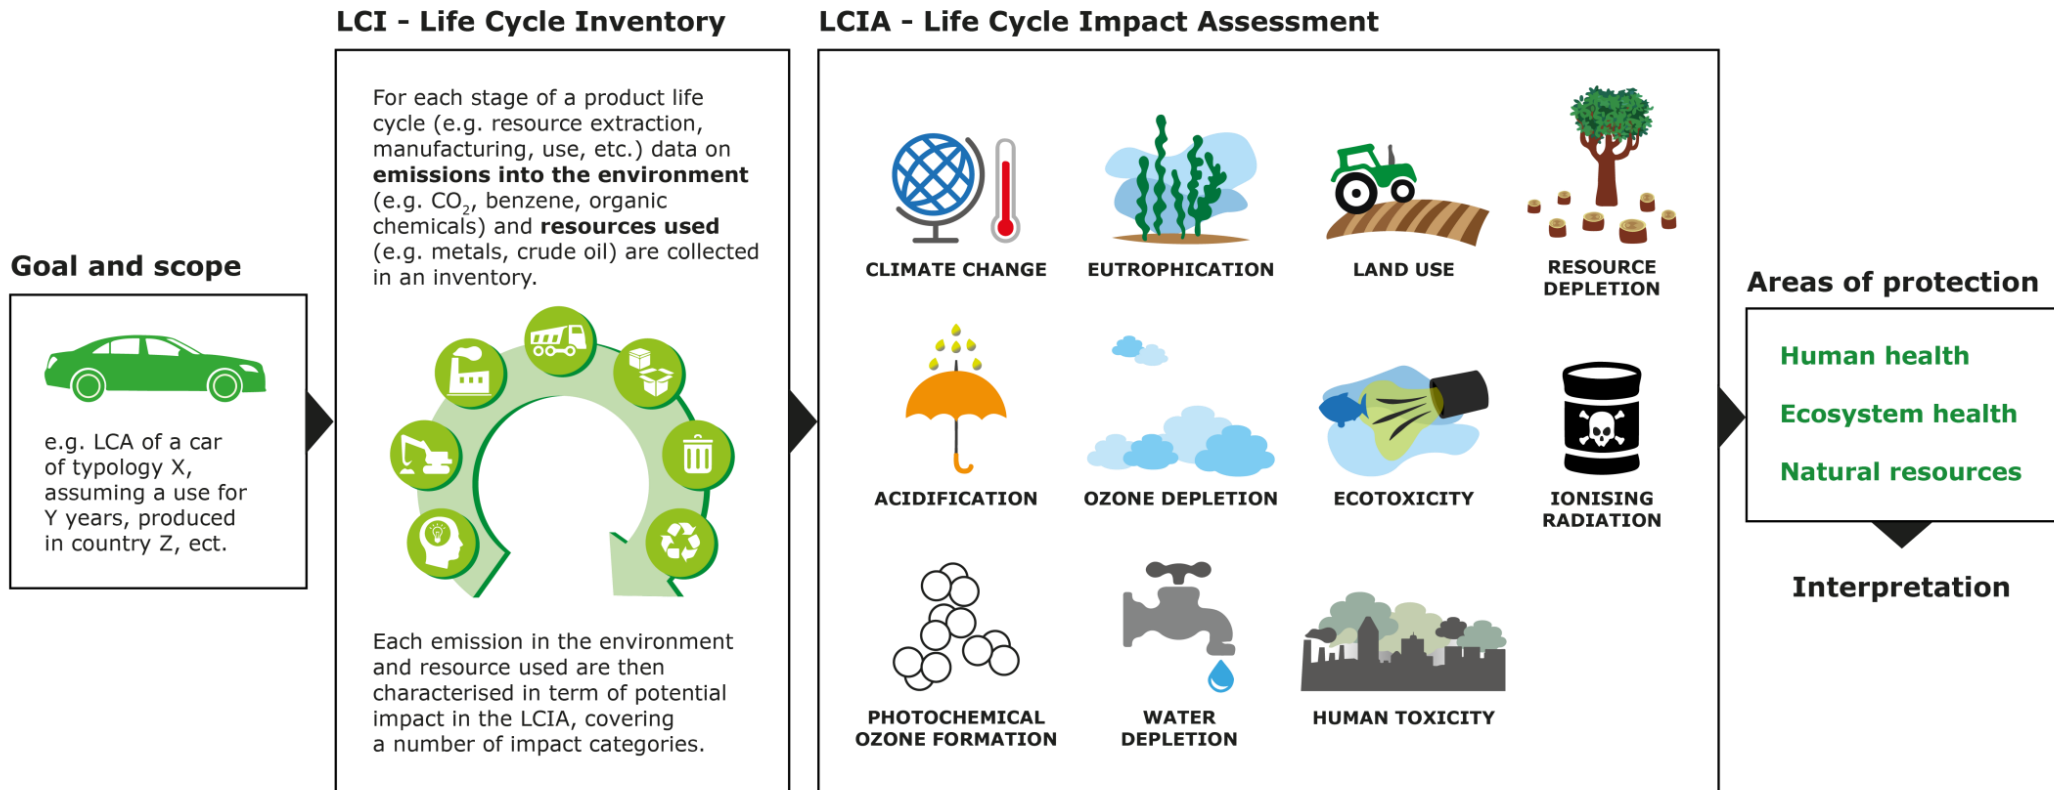 Goal and scope
e.g. LCA of a car
of typology X,
assuming a use for
Y years, produced
in country Z, ect.
LCI - Life Cycle Inventory
For each stage of a product life
cycle (e.g. resource extraction,
manufacturing, use, etc.) data on
emissions into the environment
(e.g. CO₂, benzene, organic
chemicals) and resources used
(e.g. metals, crude oil) are collected
in an inventory.
Each emission in the environment
and resource used are then
characterised in term of potential
impact in the LCIA, covering
a number of impact categories.
LCIA - Life Cycle Impact Assessment
CLIMATE CHANGE
EUTROPHICATION
LAND USE
RESOURCE
DEPLETION
ACIDIFICATION
OZONE DEPLETION
ECOTOXICITY
IONISING
RADIATION
PHOTOCHEMICAL
OZONE FORMATION
WATER
DEPLETION
HUMAN TOXICITY
Areas of protection
Human health
Ecosystem health
Natural resources
Interpretation